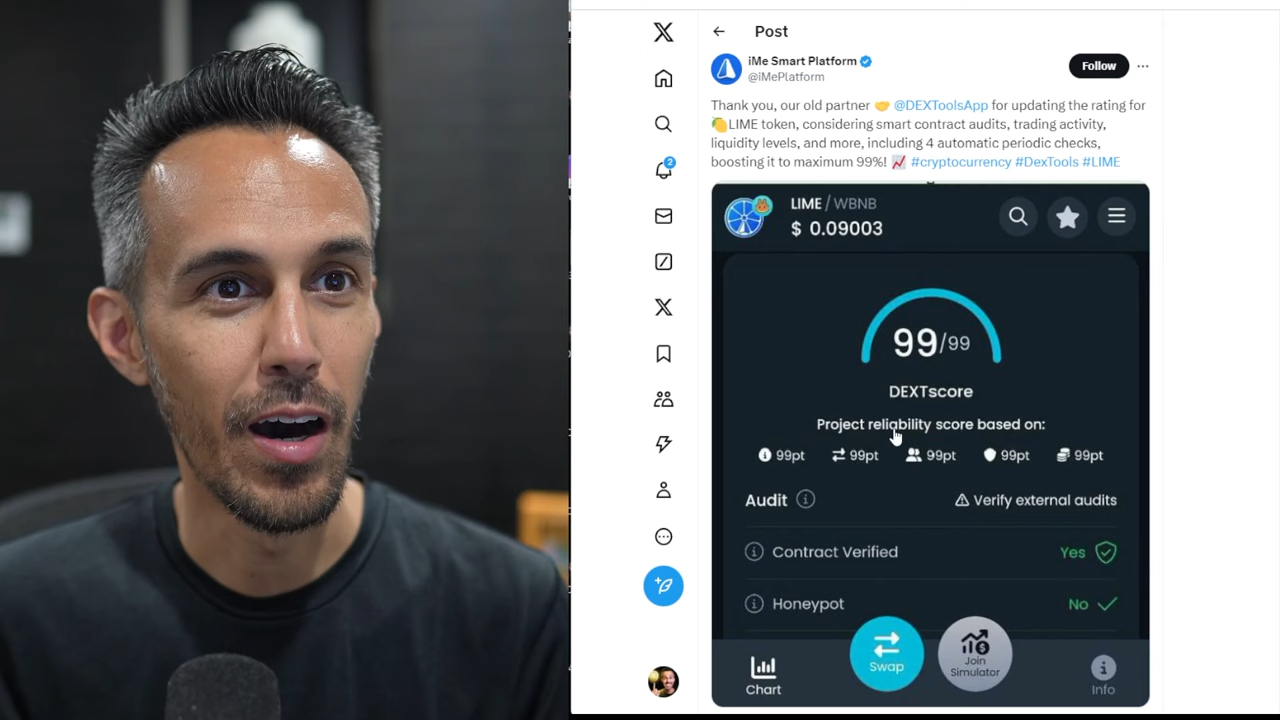 Post
iMe Smart Platform
@iMePlatform
Follow
Thank you, our old partner 🤝 @DEXToolsApp for updating the rating for
🍋LIME token, considering smart contract audits, trading activity,
liquidity levels, and more, including 4 automatic periodic checks,
boosting it to maximum 99%! 📈 #cryptocurrency #DexTools #LIME
2
LIME / WBNB
$ 0.09003
99/99
DEXTscore
Project reliability score based on:
99pt 99pt 99pt 99pt 99pt
Audit Verify external audits
Contract Verified Yes
Honeypot No
Chart
Swap
Join
Simulator
Info